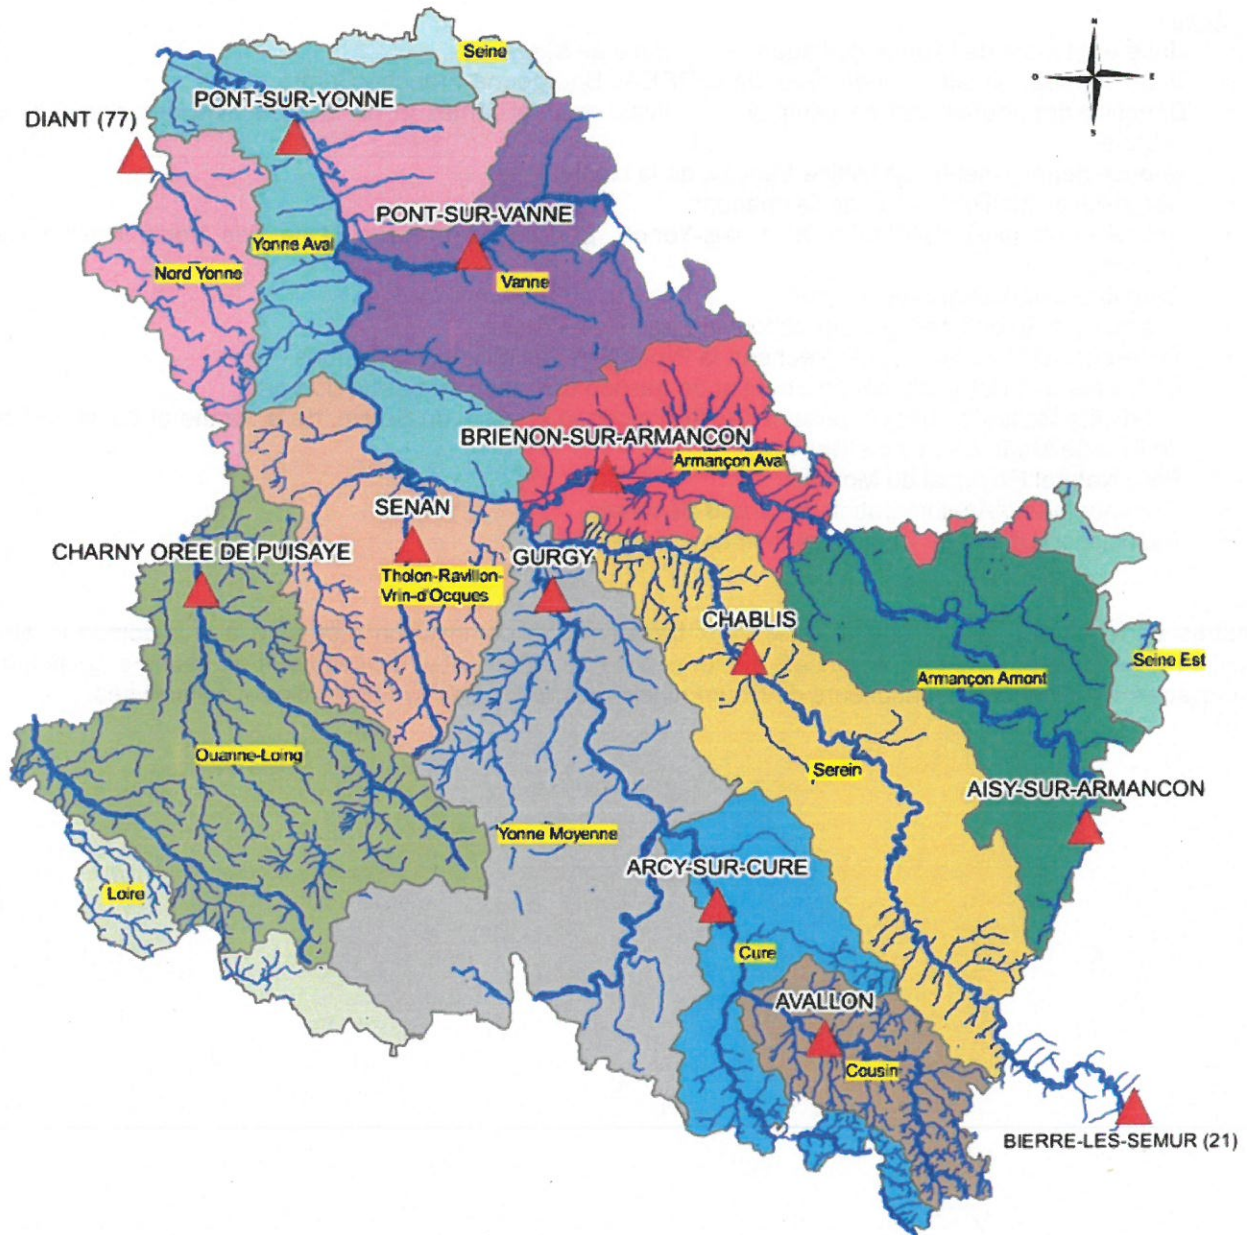 Seine
N
O
E
S
PONT-SUR-YONNE
DIANT (77)
PONT-SUR-VANNE
Yonne Aval
Nord Yonne
Vanne
BRIENON-SUR-ARMANCON
Armançon Aval
SENAN
CHARNY OREE DE PUISAYE
GURGY
Tholon-Ravillon-
Vrin-d'Ocques
CHABLIS
Seine Est
Armançon Amont
Ouanne-Loing
Serein
AISY-SUR-ARMANCON
Yonne Moyenne
ARCY-SUR-CURE
Loire
Cure
AVALLON
Cousin
BIERRE-LES-SEMUR (21)